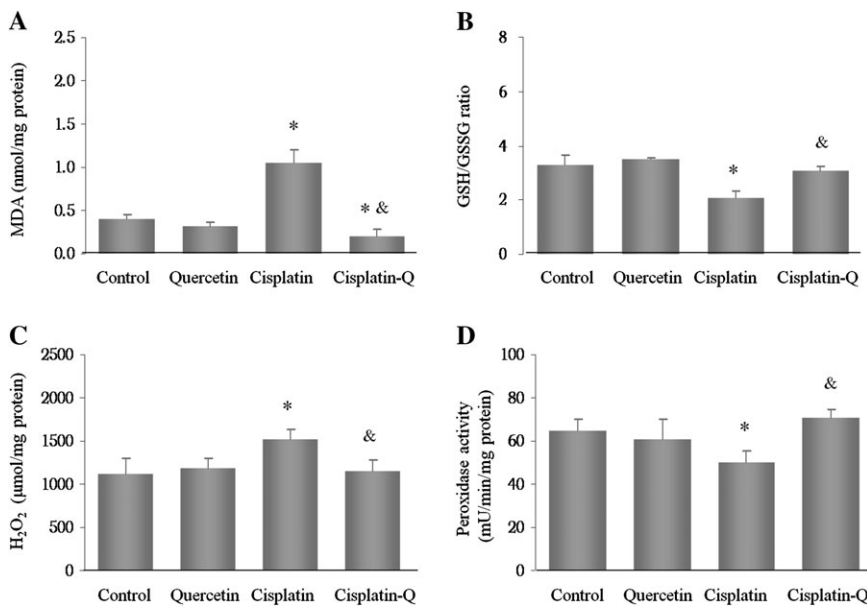 A
MDA (nmol/mg protein)
2.5
2.0
1.5
1.0
0.5
0.0
*
* &
Control Quercetin Cisplatin Cisplatin-Q
B
GSH/GSSG ratio
8
6
4
2
0
*
&
Control Quercetin Cisplatin Cisplatin-Q
C
H₂O₂ (µmol/mg protein)
2500
2000
1500
1000
500
0
*
&
Control Quercetin Cisplatin Cisplatin-Q
D
Peroxidase activity
(mU/min/mg protein)
100
80
60
40
20
0
*
&
Control Quercetin Cisplatin Cisplatin-Q